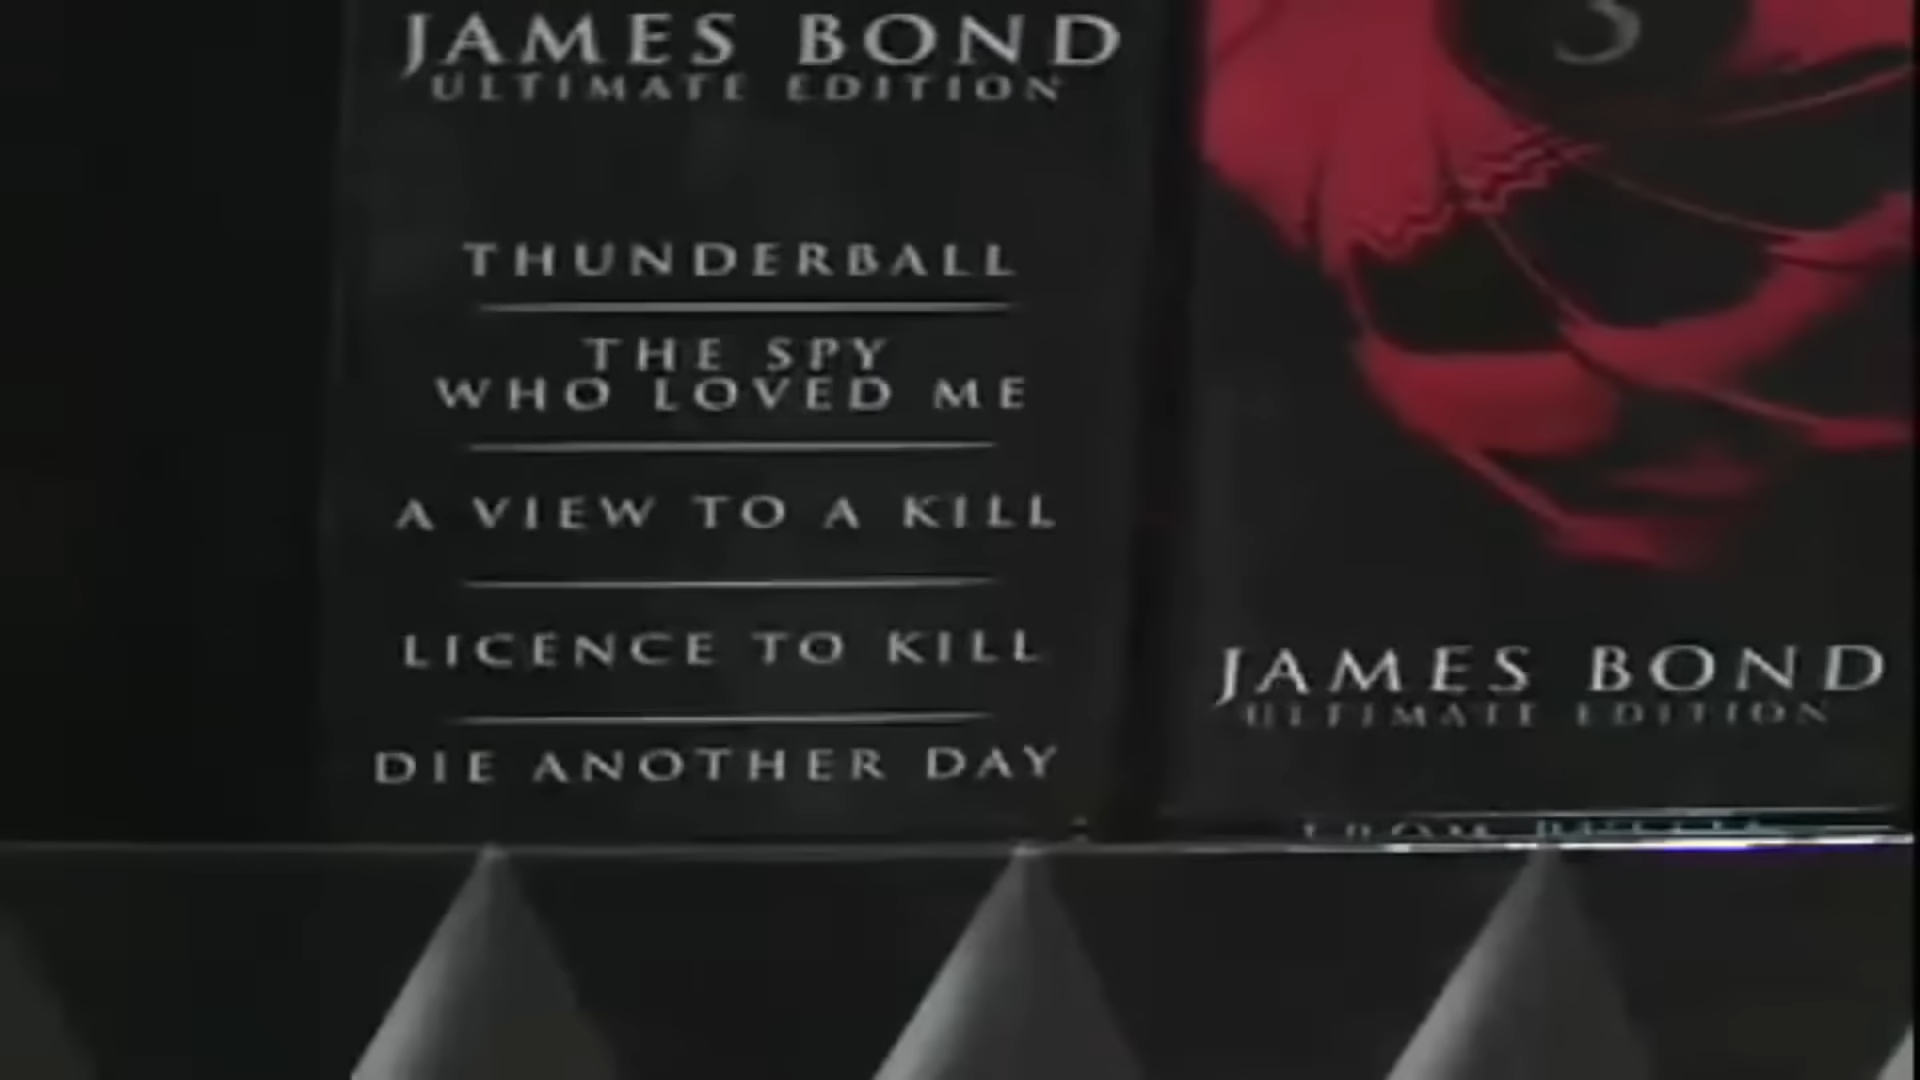 JAMES BOND
ULTIMATE EDITION
THUNDERBALL
THE SPY
WHO LOVED ME
A VIEW TO A KILL
LICENCE TO KILL
DIE ANOTHER DAY
3
JAMES BOND
ULTIMATE EDITION